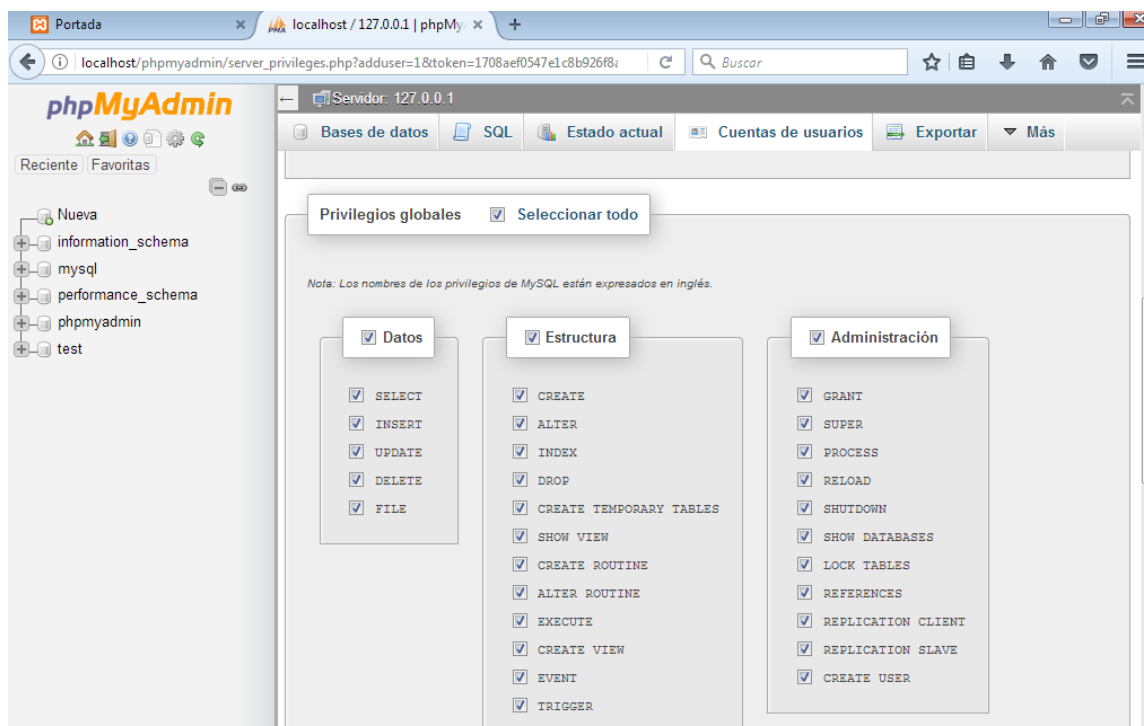 Portada
localhost / 127.0.0.1 | phpMy
localhost/phpmyadmin/server_privileges.php?adduser=1&token=1708aef0547e1c8b926f8
Buscar
phpMyAdmin
Reciente Favoritas
Nueva
information_schema
mysql
performance_schema
phpmyadmin
test
Servidor: 127.0.0.1
Bases de datos SQL Estado actual Cuentas de usuarios Exportar Más
Privilegios globales Seleccionar todo
Nota: Los nombres de los privilegios de MySQL están expresados en inglés.
Datos
SELECT
INSERT
UPDATE
DELETE
FILE
Estructura
CREATE
ALTER
INDEX
DROP
CREATE TEMPORARY TABLES
SHOW VIEW
CREATE ROUTINE
ALTER ROUTINE
EXECUTE
CREATE VIEW
EVENT
TRIGGER
Administración
GRANT
SUPER
PROCESS
RELOAD
SHUTDOWN
SHOW DATABASES
LOCK TABLES
REFERENCES
REPLICATION CLIENT
REPLICATION SLAVE
CREATE USER